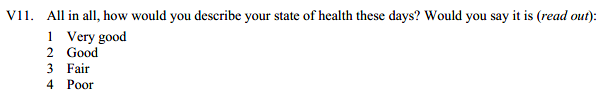 V11. All in all, how would you describe your state of health these days? Would you say it is (read out):
1 Very good
2 Good
3 Fair
4 Poor